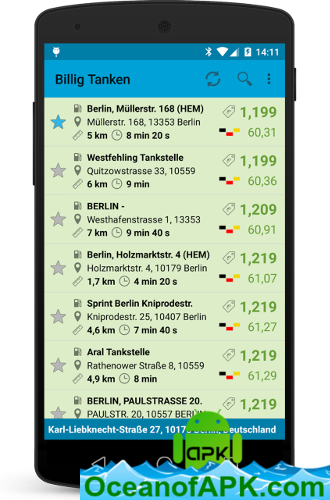 14:11
Billig Tanken
Berlin, Müllerstr. 168 (HEM)
Müllerstr. 168, 13353 Berlin
5 km 8 min 20 s
1,199
60,31
Westfehling Tankstelle
Quitzowstrasse 33, 10559
6 km 9 min
1,199
60,36
BERLIN -
Westhafenstrasse 1, 13353
7 km 9 min 40 s
1,209
60,91
Berlin, Holzmarktstr. 4 (HEM)
Holzmarktstr. 4, 10179 Berlin
1,7 km 4 min 20 s
1,219
61,07
Sprint Berlin Kniprodestr.
Kniprodestr. 25, 10407 Berlin
4,6 km 7 min 40 s
1,219
61,27
Aral Tankstelle
Rathenower Straße 8, 10559
4,9 km 8 min
1,219
61,29
BERLIN, PAULSTRASSE 20.
PAULSTR. 20, 10557 BERLIN
1,219
Karl-Liebknecht-Straße 27, 10178 Berlin, Deutschland
apk
OceanofAPK.com